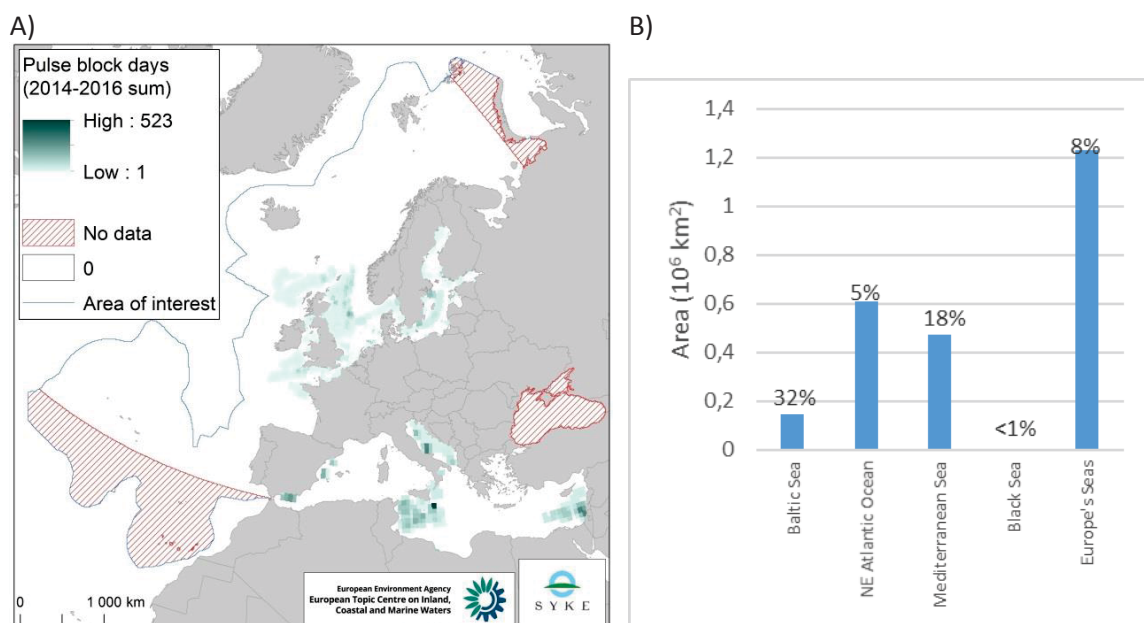 A)
Pulse block days
(2014-2016 sum)
High : 523
Low : 1
No data
0
Area of interest
0 1 000 km
European Environment Agency
European Topic Centre on Inland,
Coastal and Marine Waters
SYKE
B)
Area (10⁶ km²)
1,4
1,2
1
0,8
0,6
0,4
0,2
0
32%
5%
18%
<1%
8%
Baltic Sea
NE Atlantic Ocean
Mediterranean Sea
Black Sea
Europe's Seas